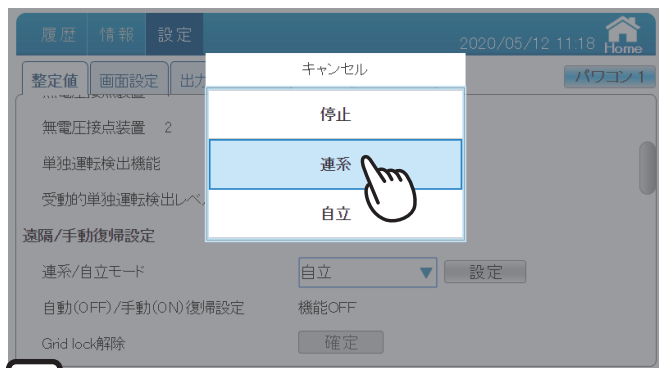 履歴 情報 設定
2020/05/12 11:18 Home
整定値 画面設定 出力
パワコン 1
キャンセル
停止
連系
自立
無電圧接点装置 2
単独運転検出機能
受動的単独運転検出レベ
遠隔/手動復帰設定
連系/自立モード 自立 ▼ 設定
自動(OFF)/手動(ON)復帰設定 機能OFF
Grid lock解除 確定